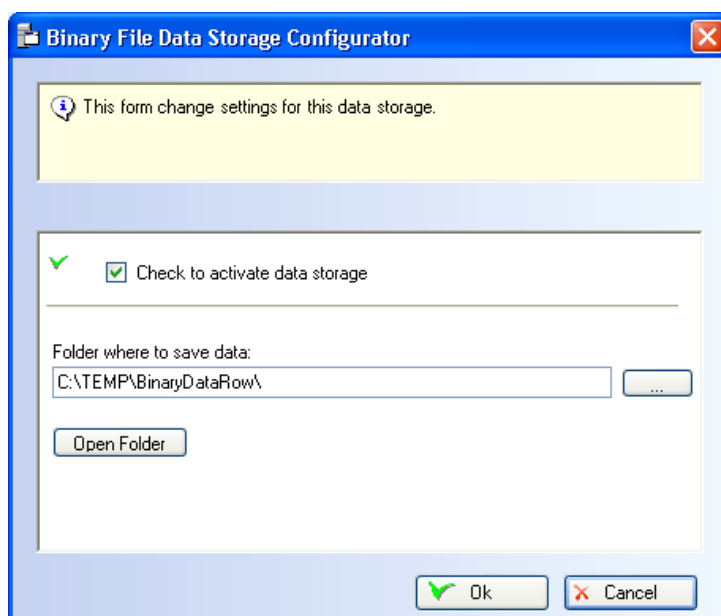 Binary File Data Storage Configurator
This form change settings for this data storage.
Check to activate data storage
Folder where to save data:
C:\TEMP\BinaryDataRow\
...
Open Folder
Ok
Cancel